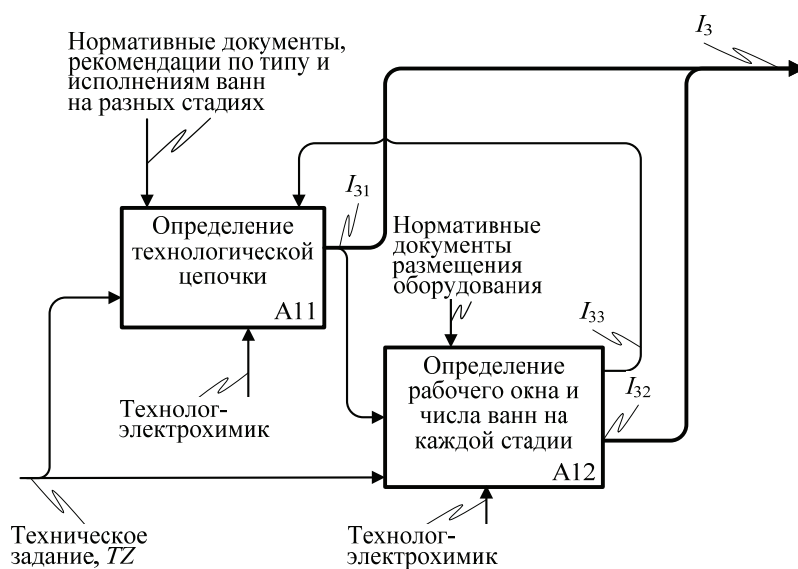 I3
Нормативные документы,
рекомендации по типу и
исполнениям ванн
на разных стадиях
I31
Определение
технологической
цепочки
A11
Нормативные
документы
размещения
оборудования
I33
Определение
рабочего окна и
числа ванн на
каждой стадии
A12
I32
Технолог-
электрохимик
Техническое
задание, TZ
Технолог-
электрохимик